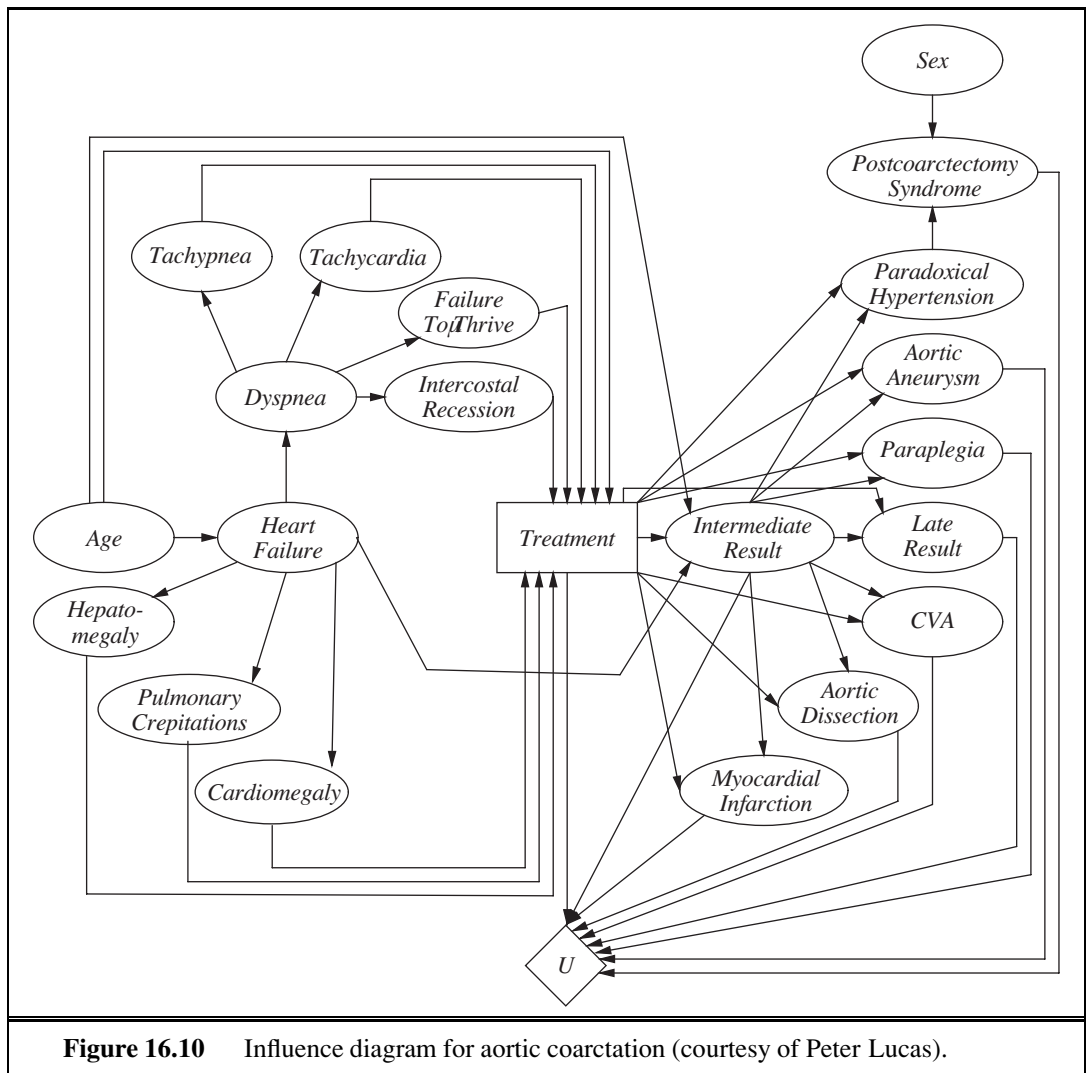 Sex
Postcoarctectomy
Syndrome
Tachypnea
Tachycardia
Paradoxical
Hypertension
Failure
ToμThrive
Aortic
Aneurysm
Dyspnea
Intercostal
Recession
Paraplegia
Age
Heart
Failure
Treatment
Intermediate
Result
Late
Result
Hepato-
megaly
CVA
Pulmonary
Crepitations
Aortic
Dissection
Cardiomegaly
Myocardial
Infarction
U
Figure 16.10 Influence diagram for aortic coarctation (courtesy of Peter Lucas).